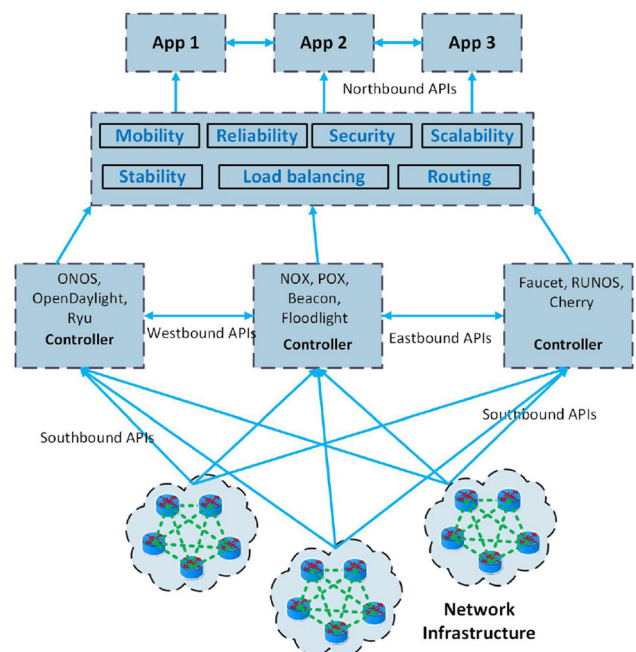 App 1
App 2
App 3
Northbound APIs
Mobility
Reliability
Security
Scalability
Stability
Load balancing
Routing
ONOS,
OpenDaylight,
Ryu
Controller
Westbound APIs
NOX, POX,
Beacon,
Floodlight
Controller
Eastbound APIs
Faucet, RUNOS,
Cherry
Controller
Southbound APIs
Southbound APIs
Network
Infrastructure